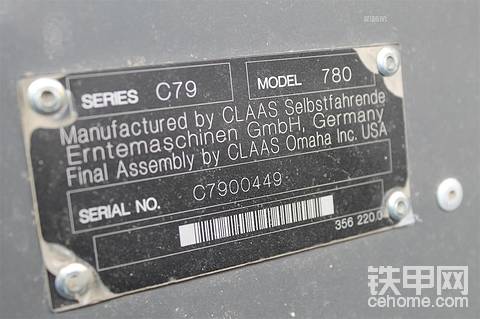 SERIES C79 MODEL 780
Manufactured by CLAAS Selbstfahrende
Erntemaschinen GmbH, Germany
Final Assembly by CLAAS Omaha Inc. USA
SERIAL NO. C7900449
356 220.0
铁甲网
cehome.com